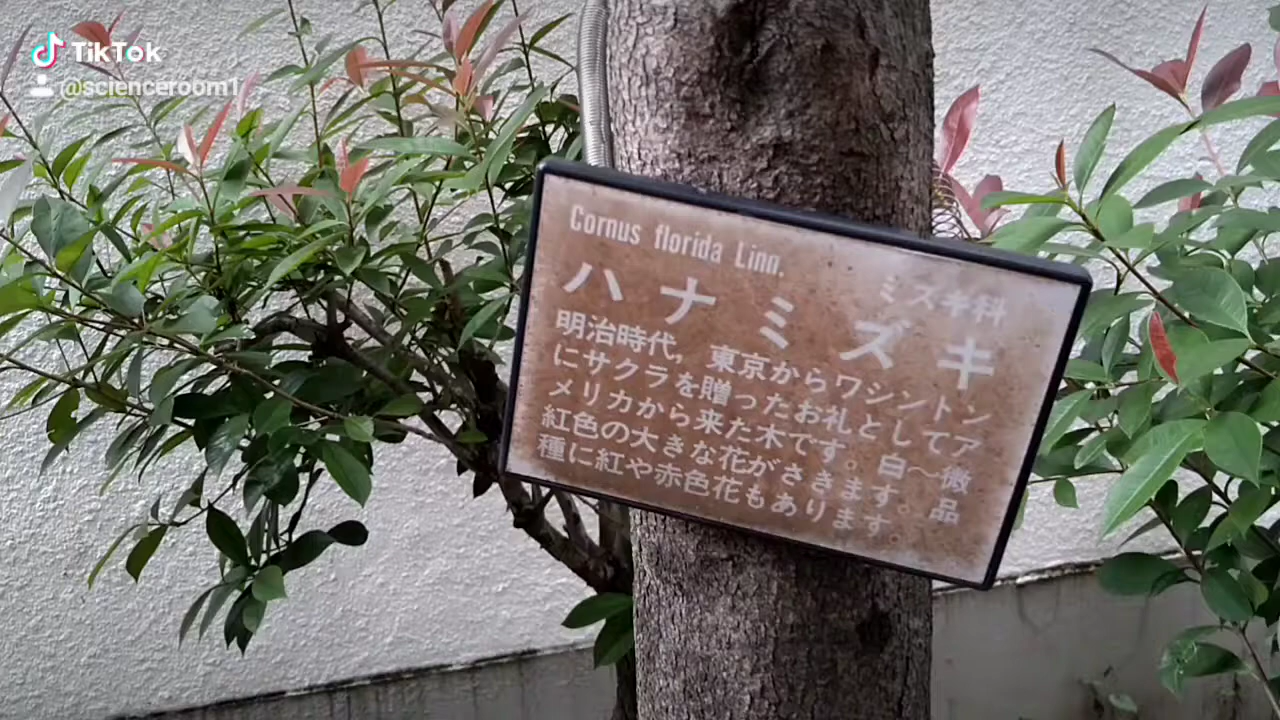 TikTok
@scienceroom1
Cornus florida Linn.
ミズキ科
ハナミズキ
明治時代，東京からワシントン
にサクラを贈ったお礼としてア
メリカから来た木です。白～微
紅色の大きな花がさきます。品
種に紅や赤色花もあります。